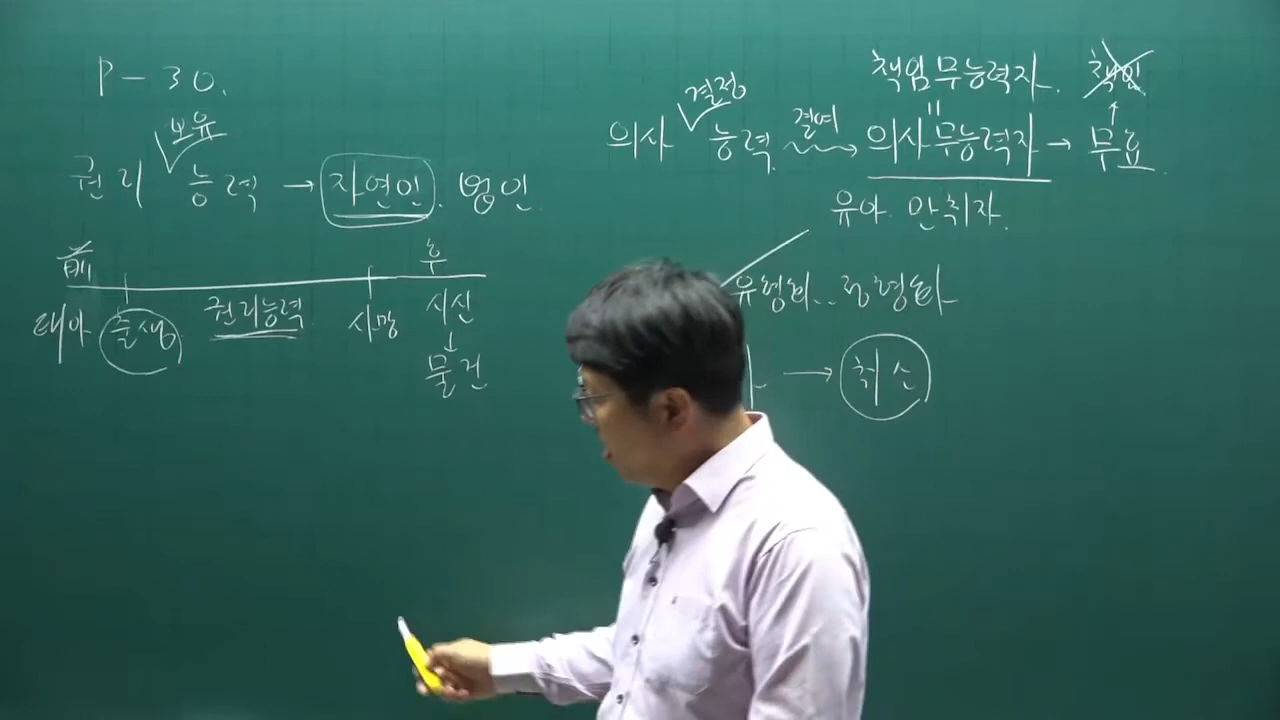 P - 30.
보유
권리 능력 → 자연인. 법인.
前 후
태아 출생 권리능력 사망 시신
↓
물건
책임무능력자. 책임
결정 〃 ↑
의사 능력 결여 → 의사무능력자 → 무효
유아. 만취자.
유형화.. 정형화
→ 취소